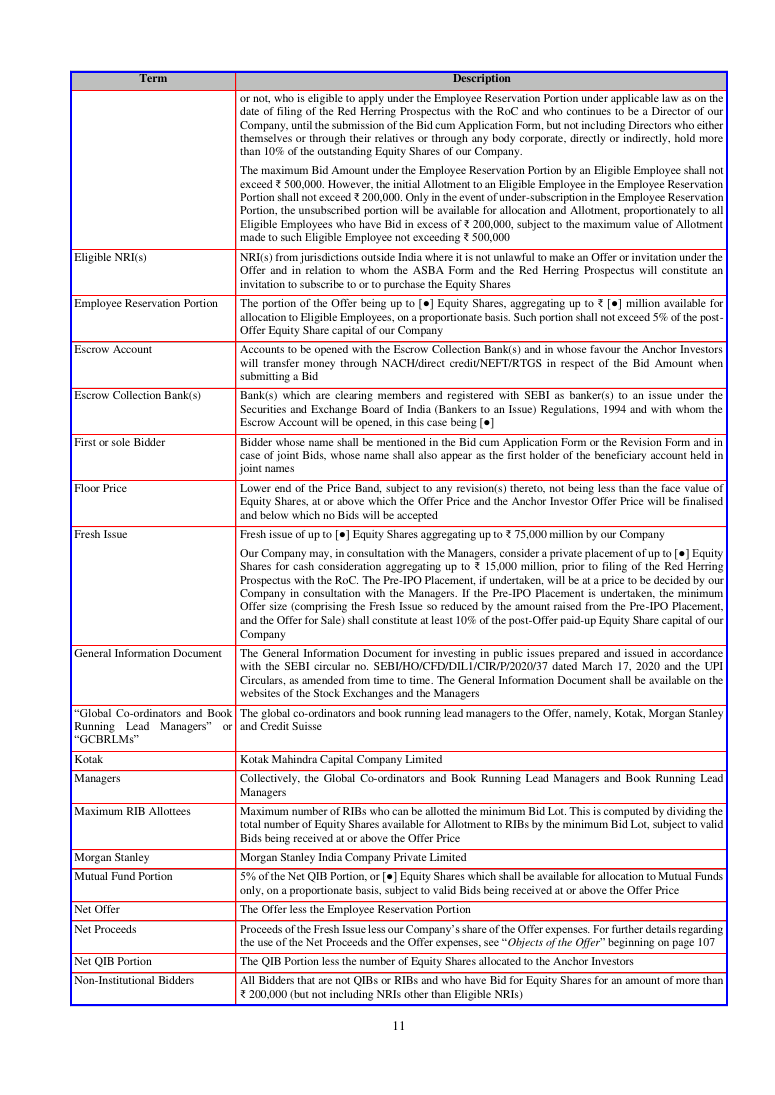 Term Description
or not, who is eligible to apply under the Employee Reservation Portion under applicable law as on the
date of filing of the Red Herring Prospectus with the RoC and who continues to be a Director of our
Company, until the submission of the Bid cum Application Form, but not including Directors who either
themselves or through their relatives or through any body corporate, directly or indirectly, hold more
than 10% of the outstanding Equity Shares of our Company.
The maximum Bid Amount under the Employee Reservation Portion by an Eligible Employee shall not
exceed ₹ 500,000. However, the initial Allotment to an Eligible Employee in the Employee Reservation
Portion shall not exceed ₹ 200,000. Only in the event of under-subscription in the Employee Reservation
Portion, the unsubscribed portion will be available for allocation and Allotment, proportionately to all
Eligible Employees who have Bid in excess of ₹ 200,000, subject to the maximum value of Allotment
made to such Eligible Employee not exceeding ₹ 500,000
Eligible NRI(s) NRI(s) from jurisdictions outside India where it is not unlawful to make an Offer or invitation under the
Offer and in relation to whom the ASBA Form and the Red Herring Prospectus will constitute an
invitation to subscribe to or to purchase the Equity Shares
Employee Reservation Portion The portion of the Offer being up to [●] Equity Shares, aggregating up to ₹ [●] million available for
allocation to Eligible Employees, on a proportionate basis. Such portion shall not exceed 5% of the post-
Offer Equity Share capital of our Company
Escrow Account Accounts to be opened with the Escrow Collection Bank(s) and in whose favour the Anchor Investors
will transfer money through NACH/direct credit/NEFT/RTGS in respect of the Bid Amount when
submitting a Bid
Escrow Collection Bank(s) Bank(s) which are clearing members and registered with SEBI as banker(s) to an issue under the
Securities and Exchange Board of India (Bankers to an Issue) Regulations, 1994 and with whom the
Escrow Account will be opened, in this case being [●]
First or sole Bidder Bidder whose name shall be mentioned in the Bid cum Application Form or the Revision Form and in
case of joint Bids, whose name shall also appear as the first holder of the beneficiary account held in
joint names
Floor Price Lower end of the Price Band, subject to any revision(s) thereto, not being less than the face value of
Equity Shares, at or above which the Offer Price and the Anchor Investor Offer Price will be finalised
and below which no Bids will be accepted
Fresh Issue Fresh issue of up to [●] Equity Shares aggregating up to ₹ 75,000 million by our Company
Our Company may, in consultation with the Managers, consider a private placement of up to [●] Equity
Shares for cash consideration aggregating up to ₹ 15,000 million, prior to filing of the Red Herring
Prospectus with the RoC. The Pre-IPO Placement, if undertaken, will be at a price to be decided by our
Company in consultation with the Managers. If the Pre-IPO Placement is undertaken, the minimum
Offer size (comprising the Fresh Issue so reduced by the amount raised from the Pre-IPO Placement,
and the Offer for Sale) shall constitute at least 10% of the post-Offer paid-up Equity Share capital of our
Company
General Information Document The General Information Document for investing in public issues prepared and issued in accordance
with the SEBI circular no. SEBI/HO/CFD/DIL1/CIR/P/2020/37 dated March 17, 2020 and the UPI
Circulars, as amended from time to time. The General Information Document shall be available on the
websites of the Stock Exchanges and the Managers
“Global Co-ordinators and Book The global co-ordinators and book running lead managers to the Offer, namely, Kotak, Morgan Stanley
Running Lead Managers” or and Credit Suisse
“GCBRLMs”
Kotak Kotak Mahindra Capital Company Limited
Managers Collectively, the Global Co-ordinators and Book Running Lead Managers and Book Running Lead
Managers
Maximum RIB Allottees Maximum number of RIBs who can be allotted the minimum Bid Lot. This is computed by dividing the
total number of Equity Shares available for Allotment to RIBs by the minimum Bid Lot, subject to valid
Bids being received at or above the Offer Price
Morgan Stanley Morgan Stanley India Company Private Limited
Mutual Fund Portion 5% of the Net QIB Portion, or [●] Equity Shares which shall be available for allocation to Mutual Funds
only, on a proportionate basis, subject to valid Bids being received at or above the Offer Price
Net Offer The Offer less the Employee Reservation Portion
Net Proceeds Proceeds of the Fresh Issue less our Company’s share of the Offer expenses. For further details regarding
the use of the Net Proceeds and the Offer expenses, see “Objects of the Offer” beginning on page 107
Net QIB Portion The QIB Portion less the number of Equity Shares allocated to the Anchor Investors
Non-Institutional Bidders All Bidders that are not QIBs or RIBs and who have Bid for Equity Shares for an amount of more than
₹ 200,000 (but not including NRIs other than Eligible NRIs)
11